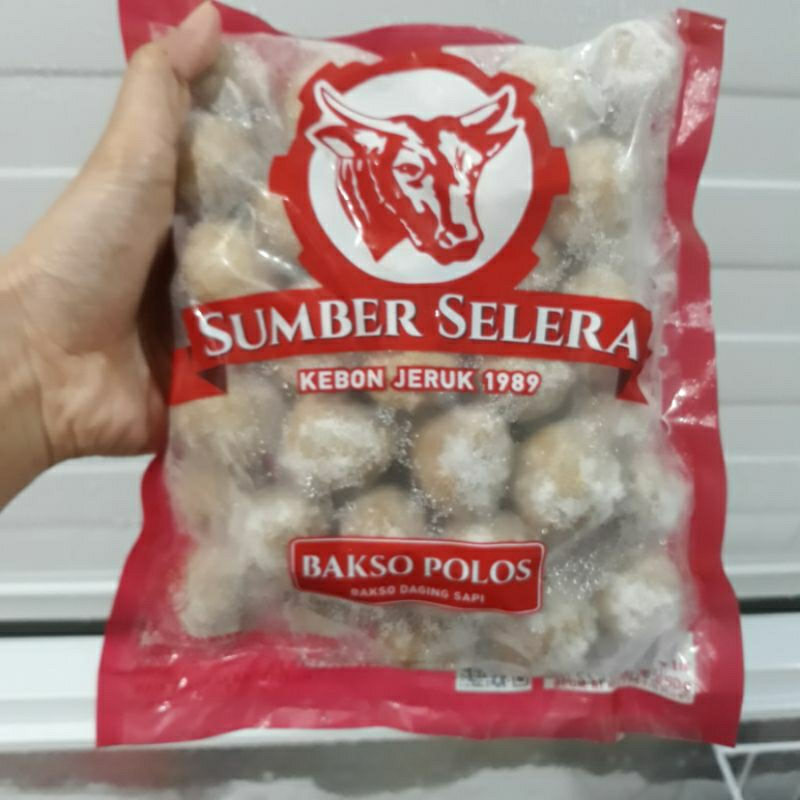 SUMBER SELERA
KEBON JERUK 1989
BAKSO POLOS
BAKSO DAGING SAPI